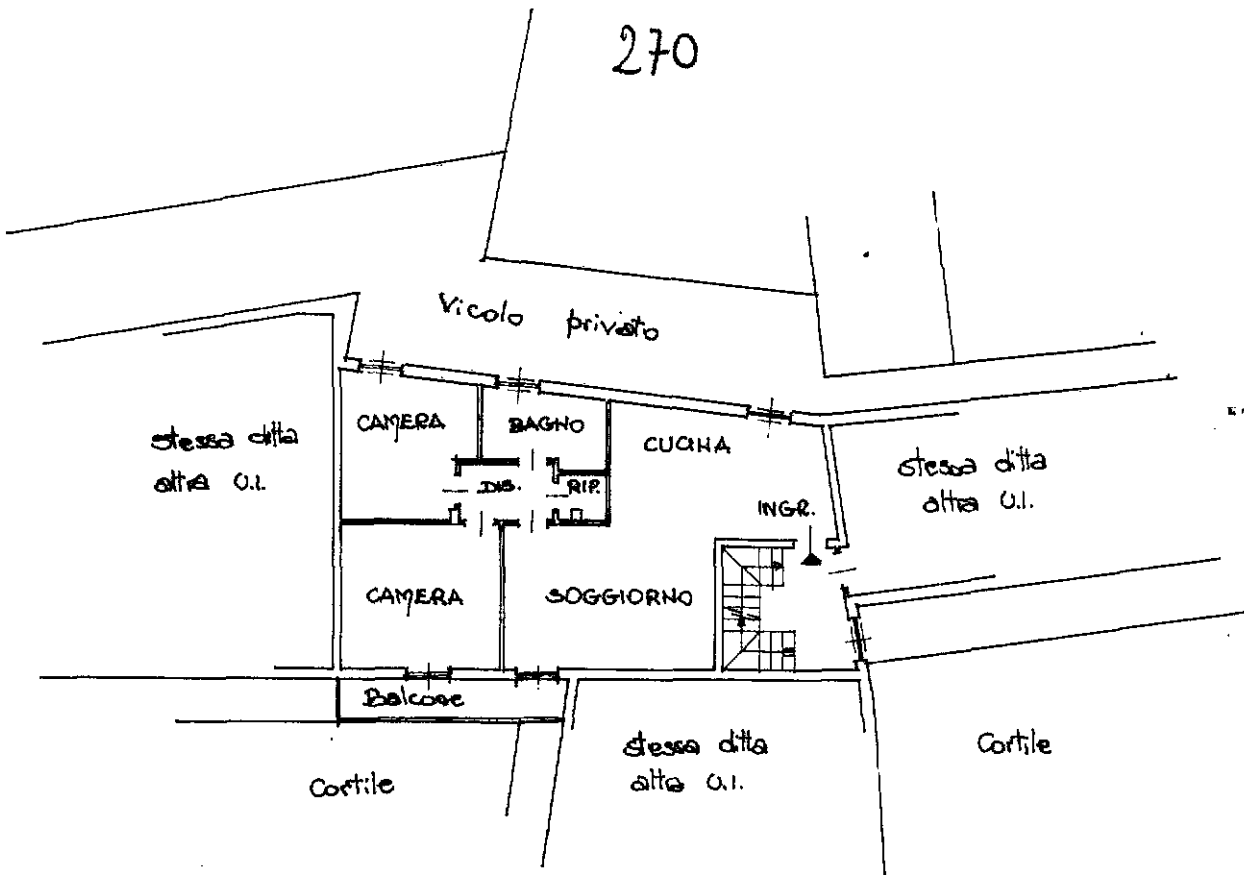 270
Vicolo privato
CAMERA
BAGNO
CUCINA
stessa ditta
altra U.I.
stessa ditta
altra U.I.
DIS.
RIP.
INGR.
CAMERA
SOGGIORNO
Balcone
stessa ditta
altra U.I.
Cortile
Cortile